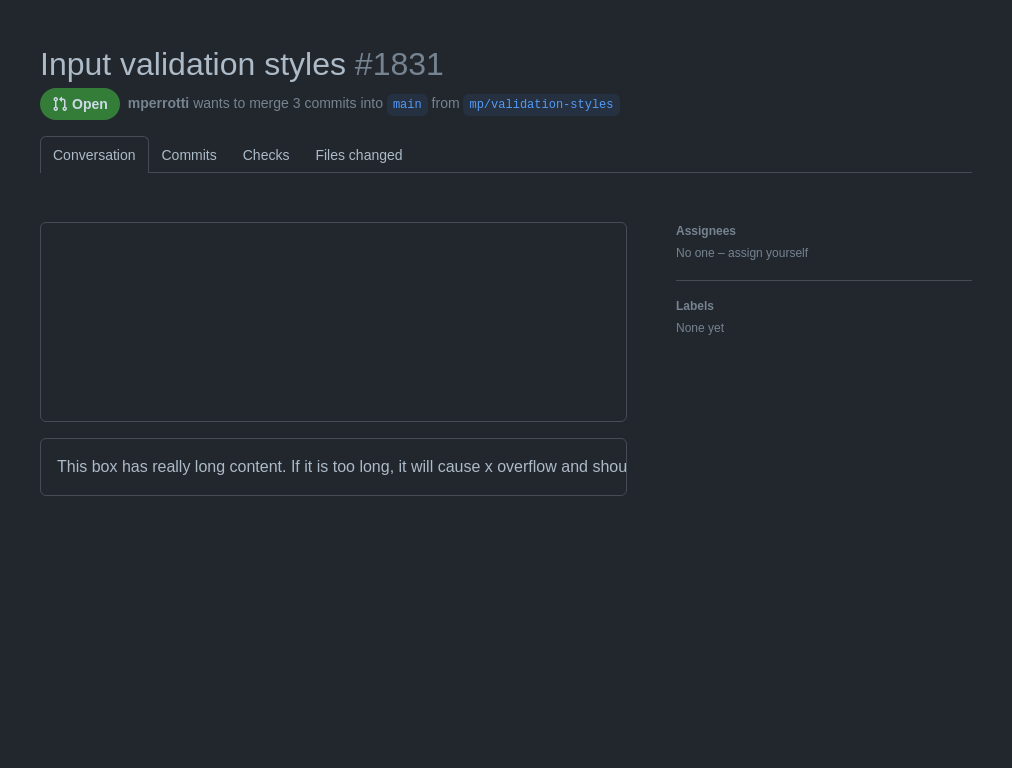 Input validation styles #1831
Open mperrotti wants to merge 3 commits into main from mp/validation-styles
Conversation Commits Checks Files changed
Assignees
No one – assign yourself
Labels
None yet
This box has really long content. If it is too long, it will cause x overflow and shou